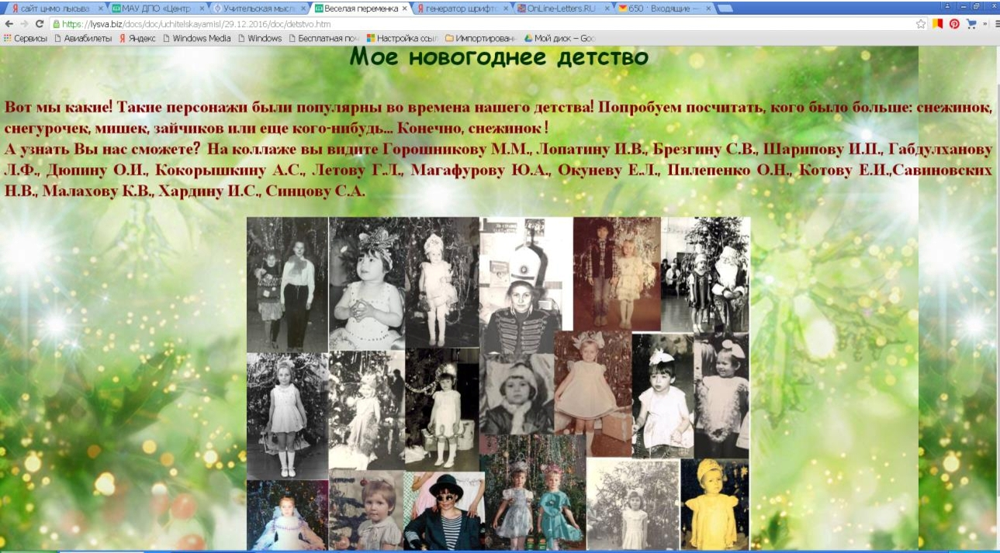 сайт цнмо лысьва
МАУ ДПО «Центр
Учительская мысль
Веселая переменка
генератор шрифто
OnLine-Letters.RU
650 · Входящие —
https://lysva.biz/docs/doc/uchitelskayamisl/29.12.2016/doc/detstvo.htm
Сервисы Авиабилеты Яндекс Windows Media Windows Бесплатная поч Настройка ссыл Импортирован Мой диск – Goo
Мое новогоднее детство
Вот мы какие! Такие персонажи были популярны во времена нашего детства! Попробуем посчитать, кого было больше: снежинок,
снегурочек, мишек, зайчиков или еще кого-нибудь... Конечно, снежинок !
А узнать Вы нас сможете? На коллаже вы видите Горошникову М.М., Лопатину И.В., Брезгину С.В., Шарипову И.П., Габдулханову
Л.Ф., Дюпину О.И., Кокорышкину А.С., Летову Г.Л., Магафурову Ю.А., Окуневу Е.Л., Пилепенко О.Н., Котову Е.И.,Савиновских
Н.В., Малахову К.В., Хардину И.С., Синцову С.А.